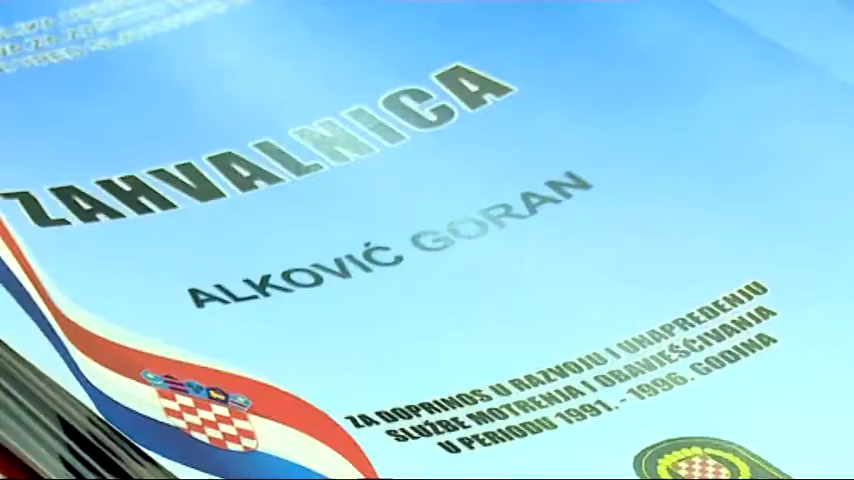 ZAHVALNICA
ALKOVIĆ GORAN
ZA DOPRINOS U RAZVOJU I UNAPREĐENJU
SLUŽBE MOTRENJA I OBAVJEŠĆIVANJA
U PERIODU 1991. - 1996. GODINA